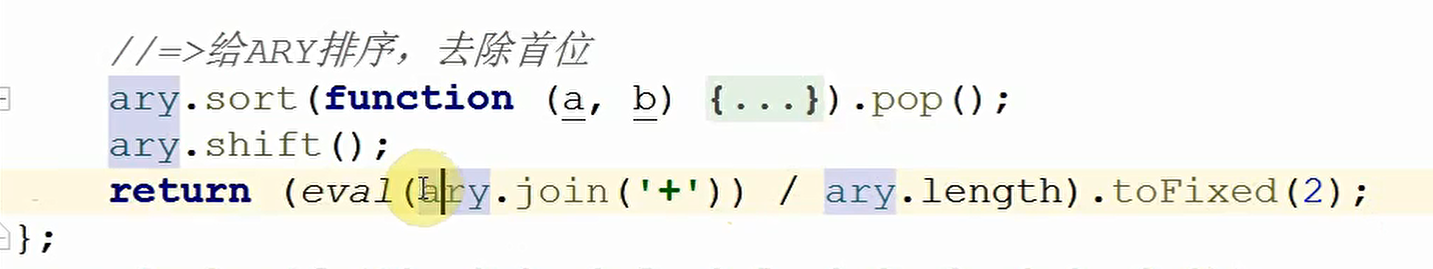 //=>给ARY排序，去除首位
ary.sort(function (a, b) {...}).pop();
ary.shift();
return (eval(ary.join('+')) / ary.length).toFixed(2);
};